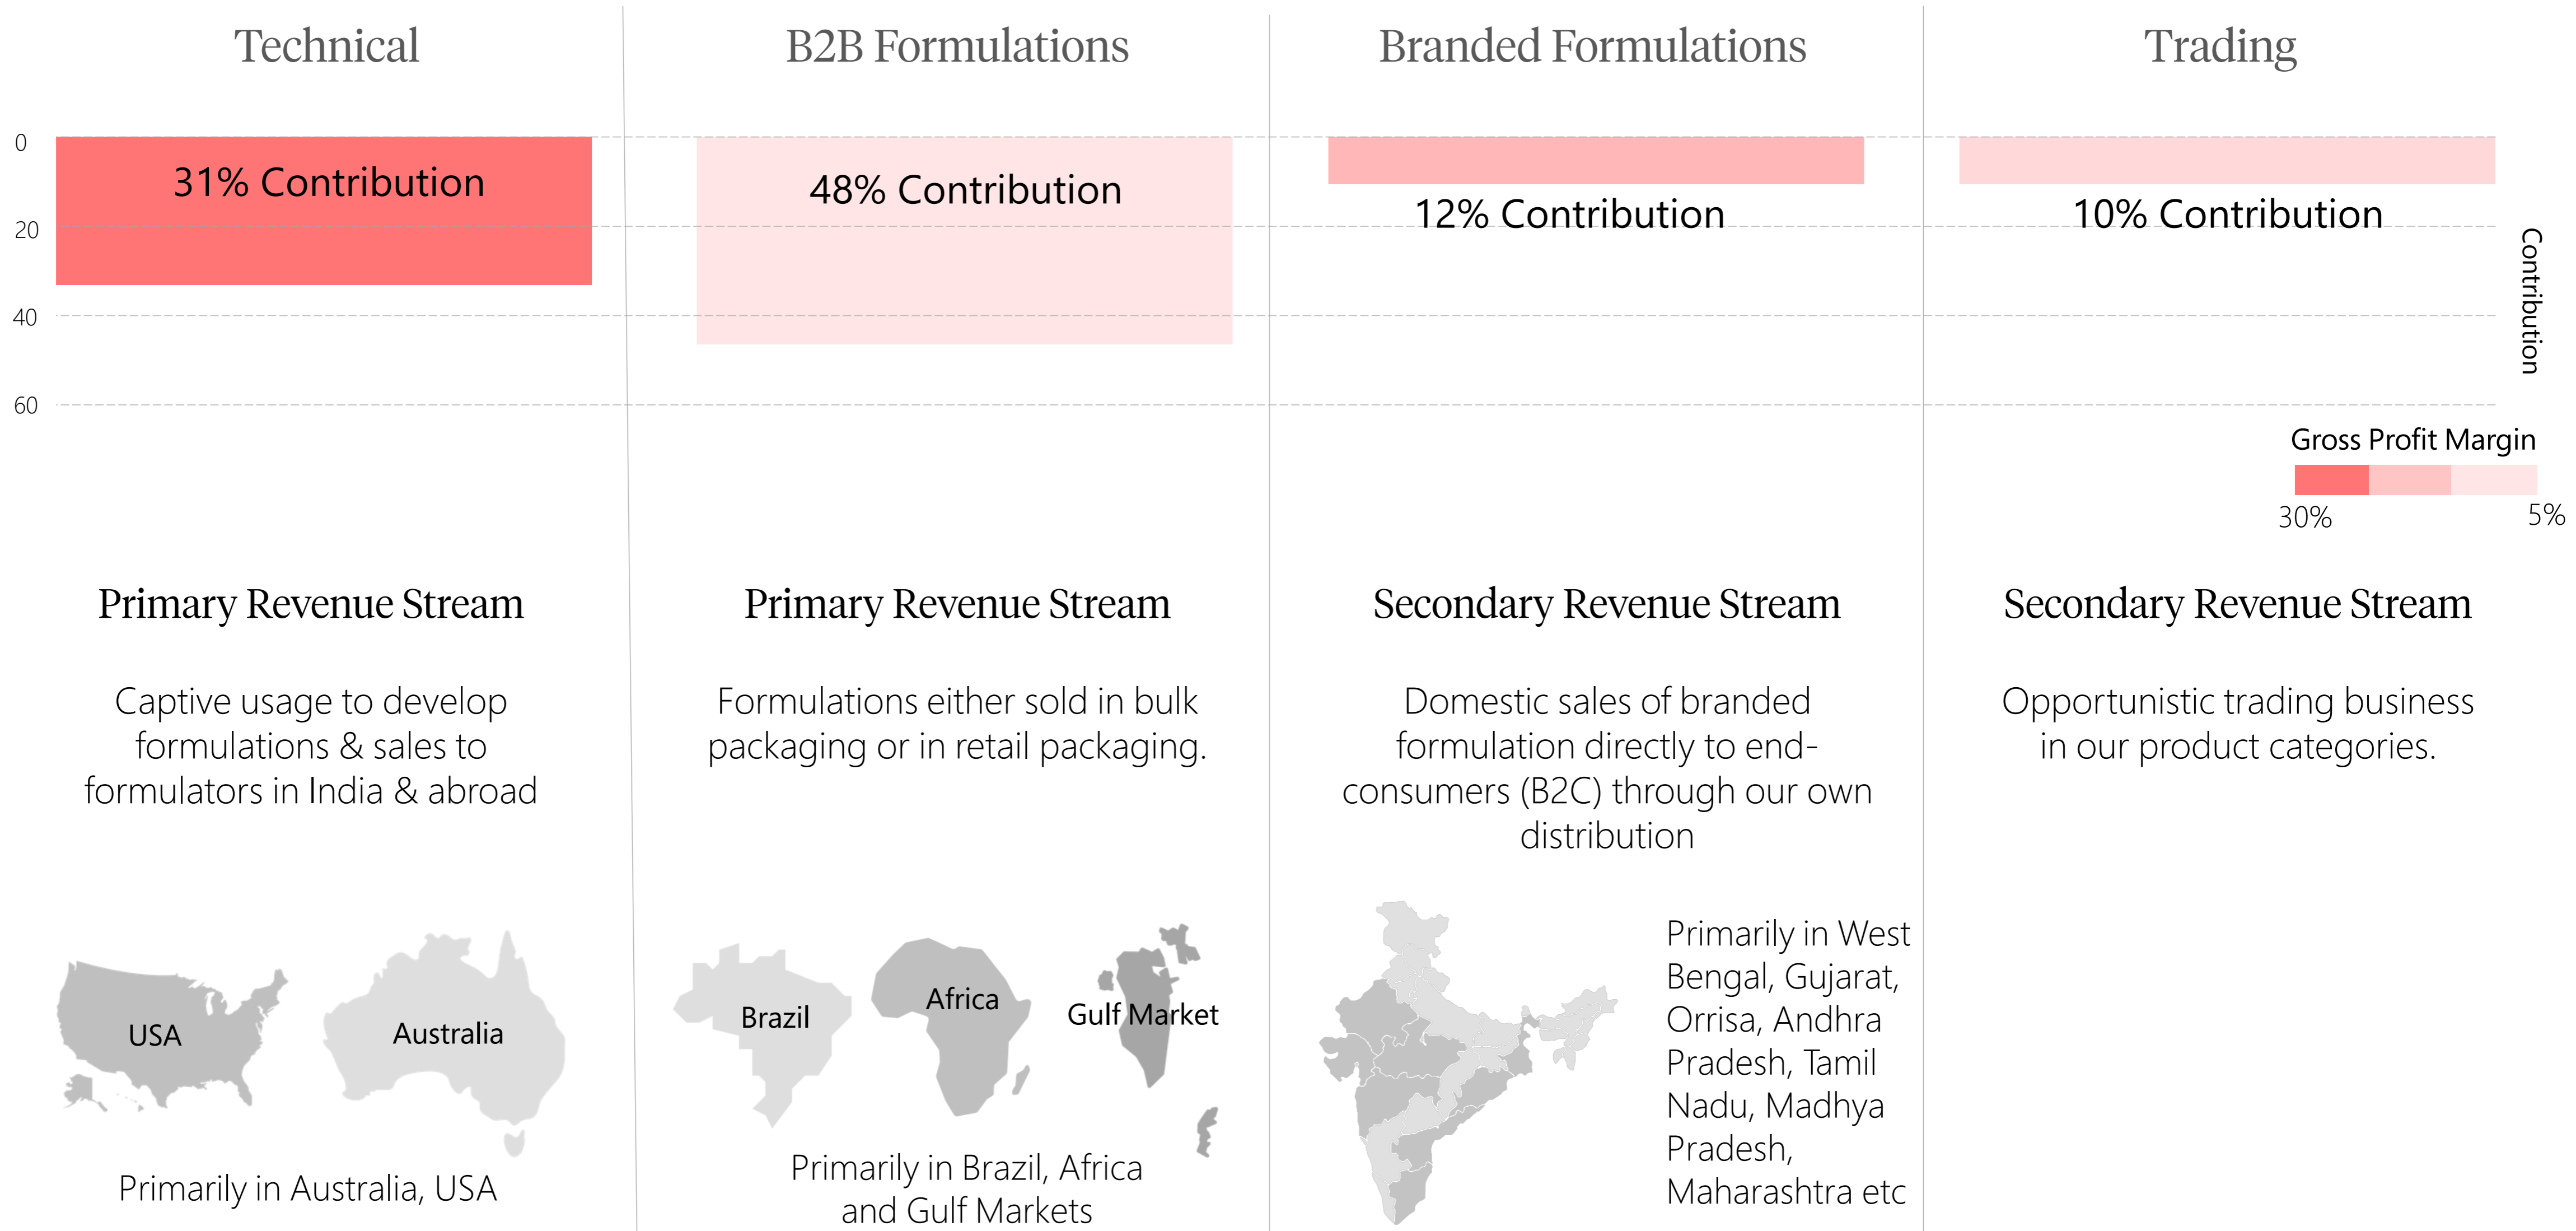 Technical
B2B Formulations
Branded Formulations
Trading
0
20
40
60
31% Contribution
48% Contribution
12% Contribution
10% Contribution
Contribution
Gross Profit Margin
30%
5%
Primary Revenue Stream
Captive usage to develop
formulations & sales to
formulators in India & abroad
USA
Australia
Primarily in Australia, USA
Primary Revenue Stream
Formulations either sold in bulk
packaging or in retail packaging.
Brazil
Africa
Gulf Market
Primarily in Brazil, Africa
and Gulf Markets
Secondary Revenue Stream
Domestic sales of branded
formulation directly to end-
consumers (B2C) through our own
distribution
Primarily in West
Bengal, Gujarat,
Orrisa, Andhra
Pradesh, Tamil
Nadu, Madhya
Pradesh,
Maharashtra etc
Secondary Revenue Stream
Opportunistic trading business
in our product categories.